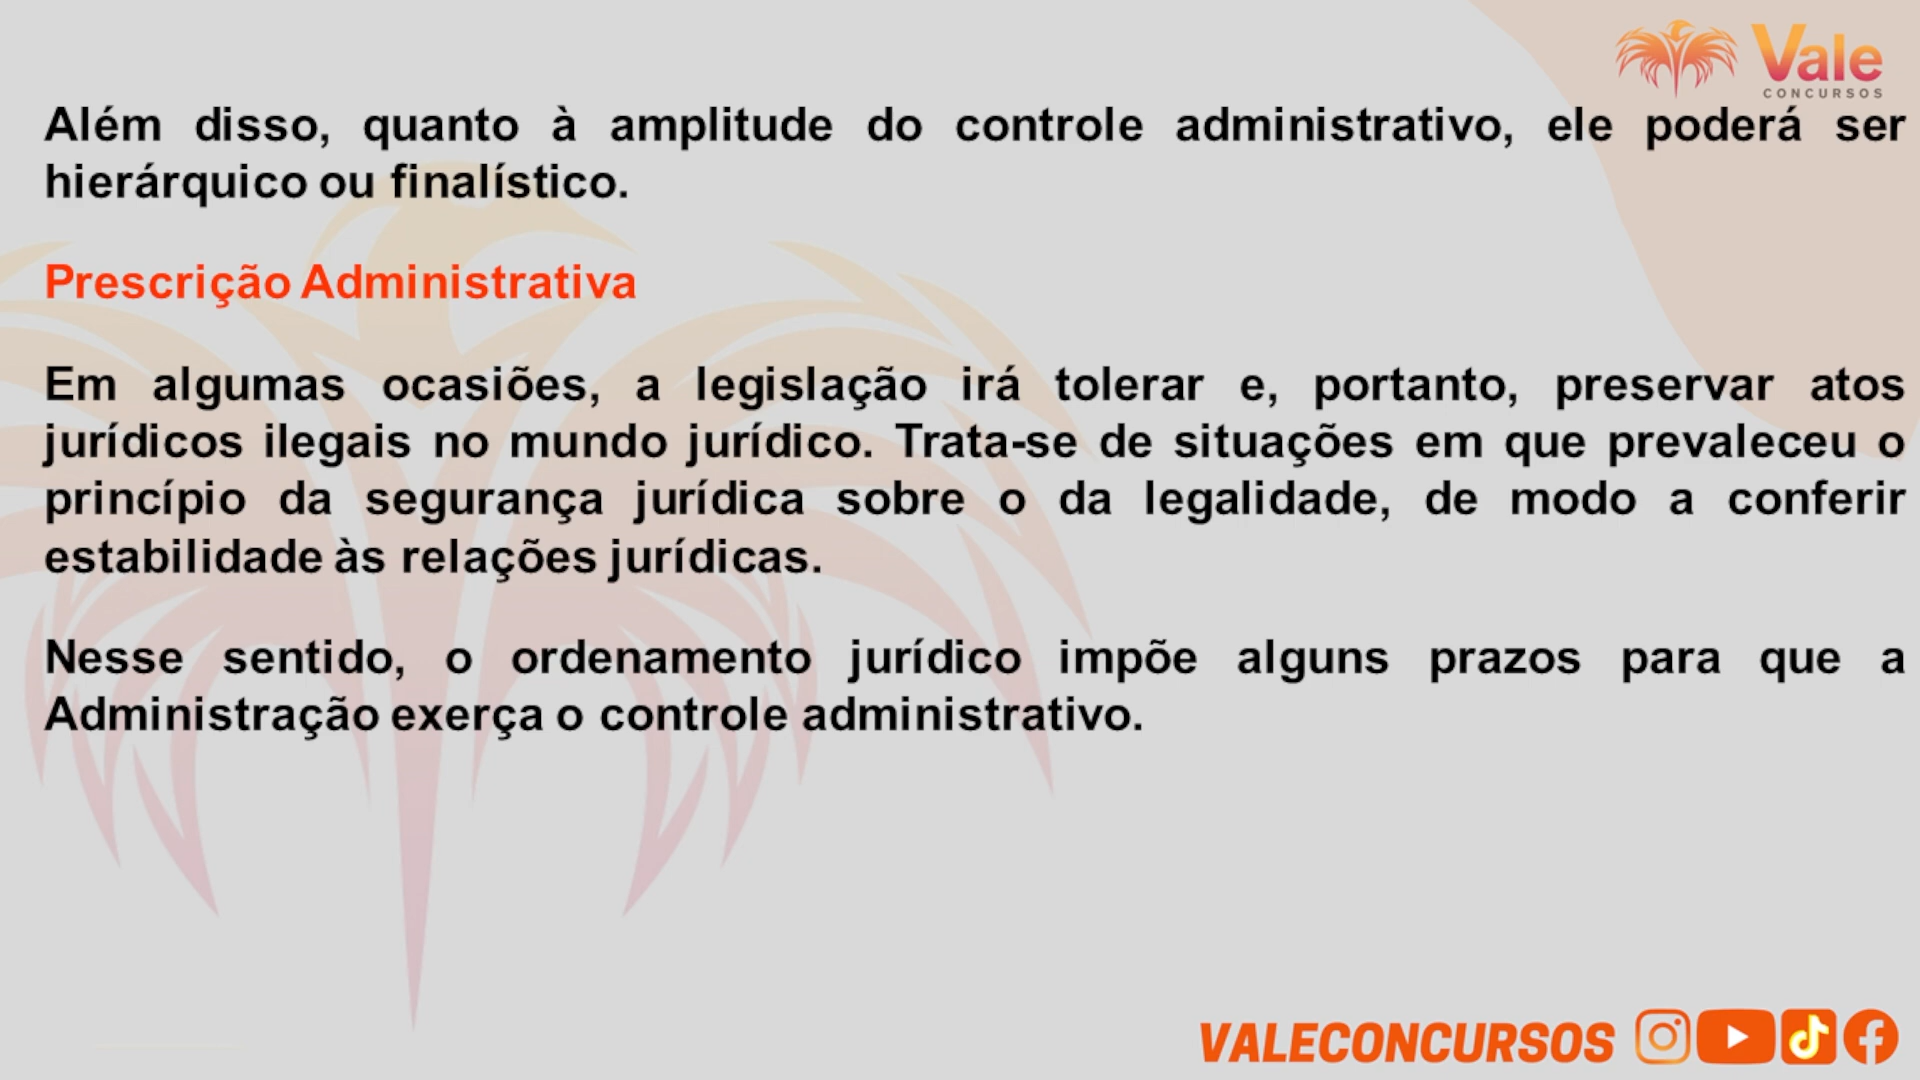 Vale
CONCURSOS
Além disso, quanto à amplitude do controle administrativo, ele poderá ser
hierárquico ou finalístico.
Prescrição Administrativa
Em algumas ocasiões, a legislação irá tolerar e, portanto, preservar atos
jurídicos ilegais no mundo jurídico. Trata-se de situações em que prevaleceu o
princípio da segurança jurídica sobre o da legalidade, de modo a conferir
estabilidade às relações jurídicas.
Nesse sentido, o ordenamento jurídico impõe alguns prazos para que a
Administração exerça o controle administrativo.
VALECONCURSOS